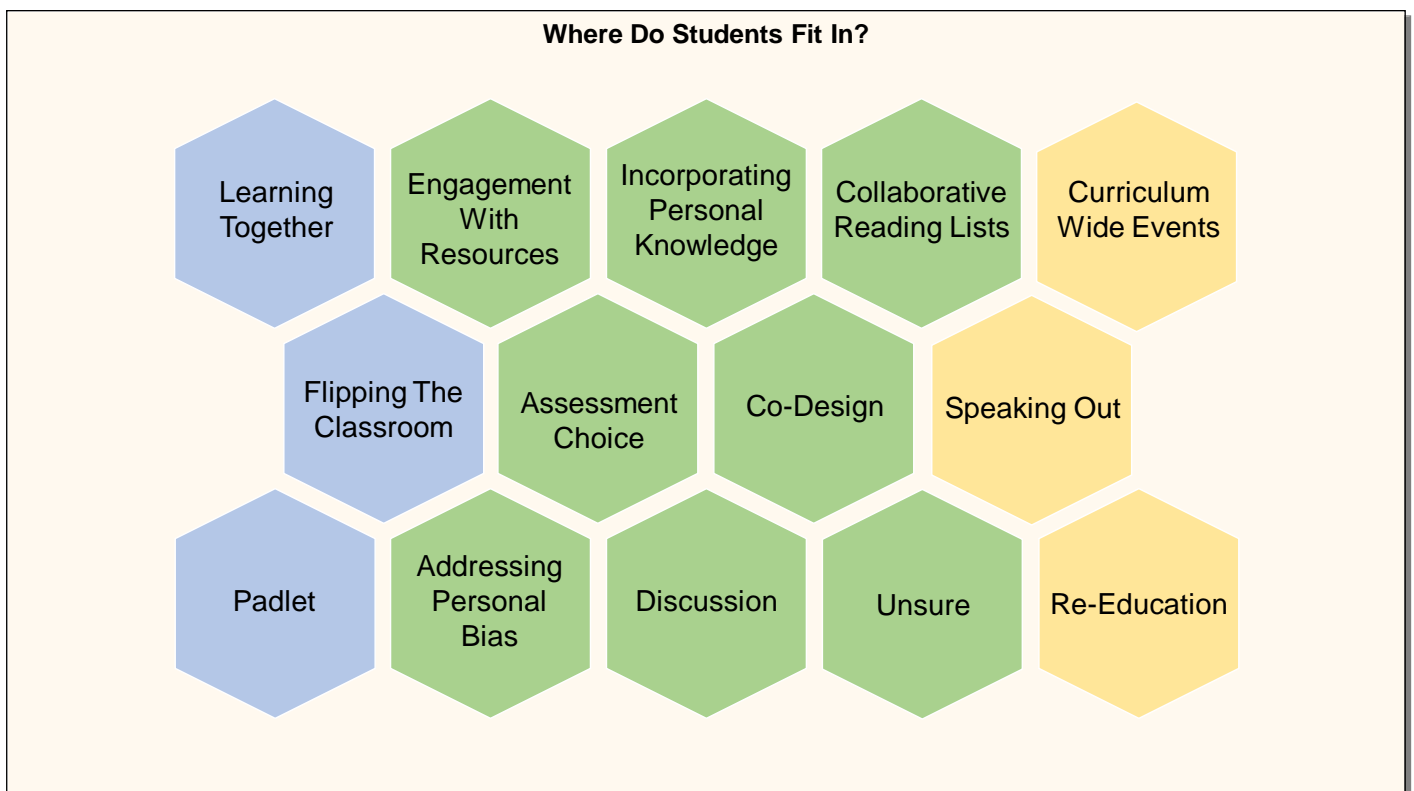 Where Do Students Fit In?
Learning
Together
Engagement
With
Resources
Incorporating
Personal
Knowledge
Collaborative
Reading Lists
Curriculum
Wide Events
Flipping The
Classroom
Assessment
Choice
Co-Design
Speaking Out
Padlet
Addressing
Personal
Bias
Discussion
Unsure
Re-Education